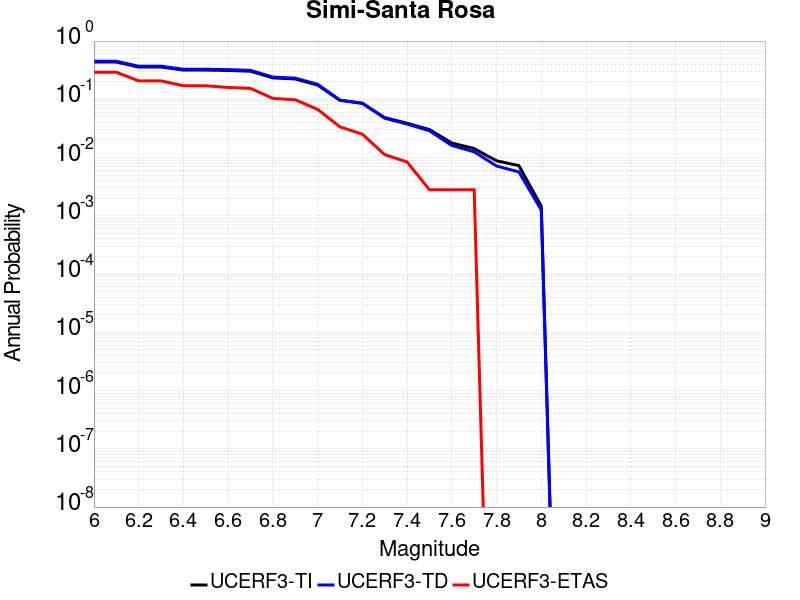 Simi-Santa Rosa
10^0
10^-1
10^-2
10^-3
10^-4
10^-5
10^-6
10^-7
10^-8
Annual Probability
6 6.2 6.4 6.6 6.8 7 7.2 7.4 7.6 7.8 8 8.2 8.4 8.6 8.8 9
Magnitude
UCERF3-TI UCERF3-TD UCERF3-ETAS